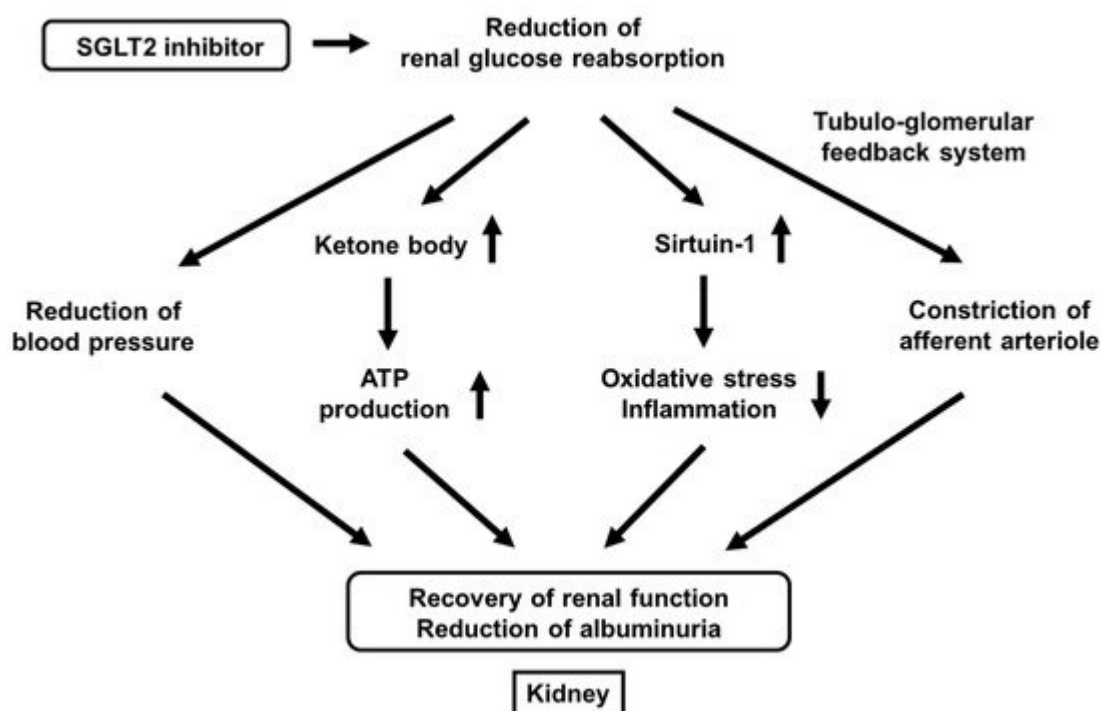 SGLT2 inhibitor
Reduction of
renal glucose reabsorption
Tubulo-glomerular
feedback system
Ketone body
Sirtuin-1
Reduction of
blood pressure
Constriction of
afferent arteriole
ATP
production
Oxidative stress
Inflammation
Recovery of renal function
Reduction of albuminuria
Kidney